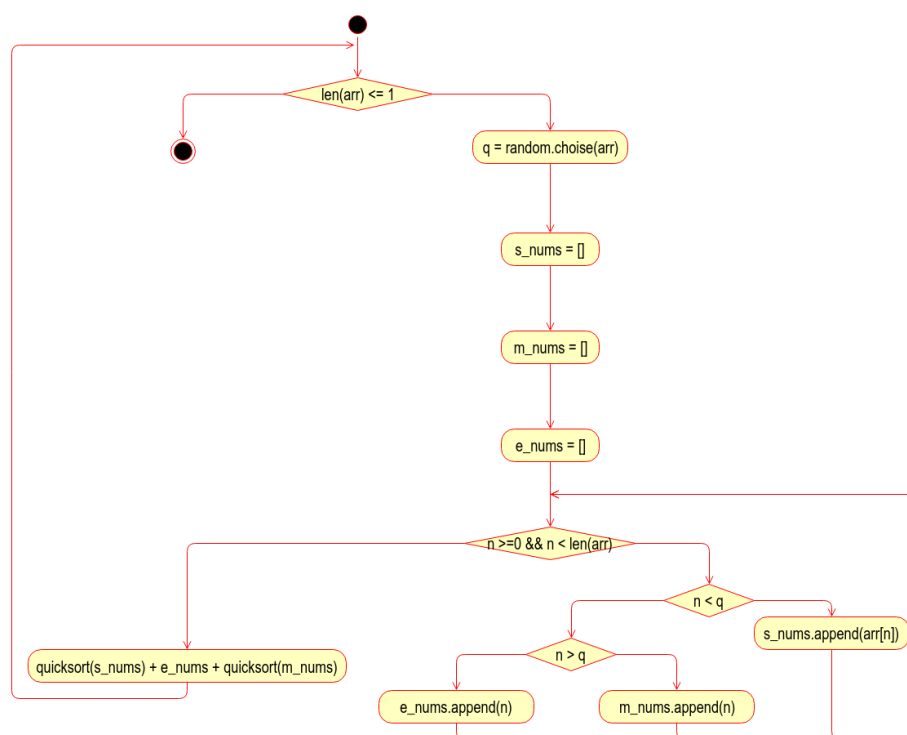 len(arr) <= 1
q = random.choise(arr)
s_nums = []
m_nums = []
e_nums = []
n >=0 && n < len(arr)
n < q
s_nums.append(arr[n])
n > q
quicksort(s_nums) + e_nums + quicksort(m_nums)
e_nums.append(n)
m_nums.append(n)